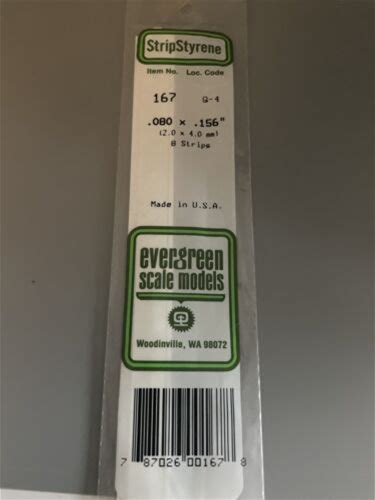 StripStyrene
Item No. Loc. Code
167 Q-4
.080 x .156"
(2.0 x 4.0 mm)
8 Strips
Made in U.S.A.
evergreen
scale models
Woodinville, WA 98072
7 87026 00167 8